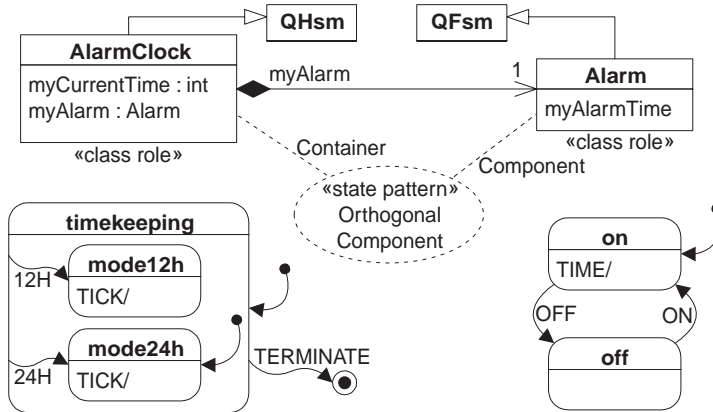 QHsm
QFsm
AlarmClock
myCurrentTime : int
myAlarm : Alarm
«class role»
myAlarm
1
Alarm
myAlarmTime
«class role»
Container
Component
«state pattern»
Orthogonal
Component
timekeeping
mode12h
TICK/
12H
mode24h
TICK/
24H
TERMINATE
on
TIME/
OFF
ON
off